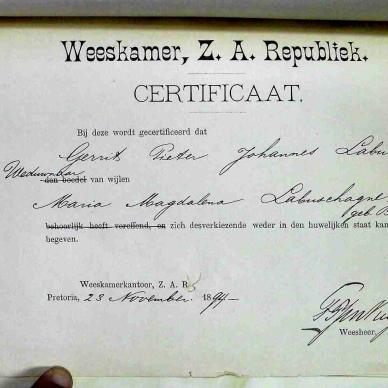 Weeskamer, Z. A. Republiek.
CERTIFICAAT.
Bij deze wordt gecertificeerd dat
Gerrit Pieter Johannes Labu
Weduwnaar
den boedel van wijlen
Maria Magdalena Labuschagne
geb. B
behoorlijk heeft vereffend, en zich desverkiezende weder in den huwelijken staat kan
begeven.
Weeskamerkantoor, Z. A. R
Pretoria, 23 November 1894
Weesheer.